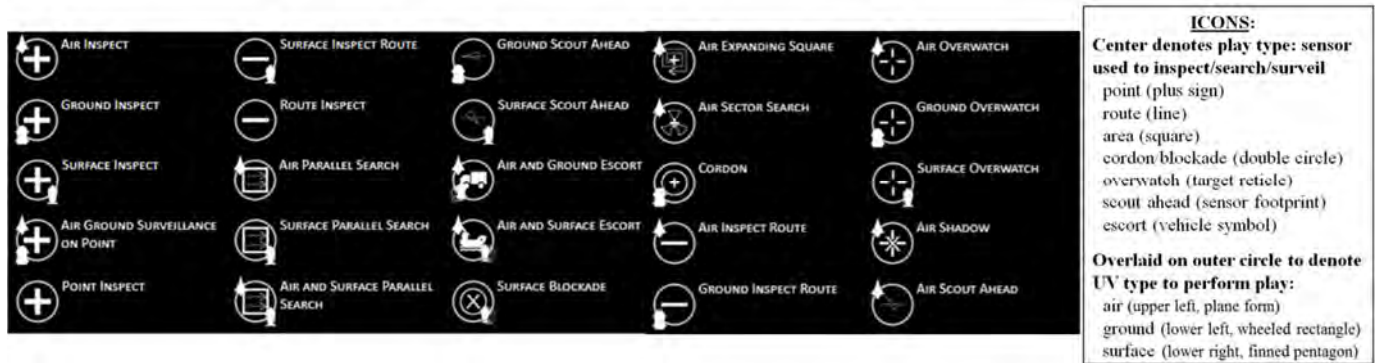 AIR INSPECT
GROUND INSPECT
SURFACE INSPECT
AIR GROUND SURVEILLANCE
ON POINT
POINT INSPECT
SURFACE INSPECT ROUTE
ROUTE INSPECT
AIR PARALLEL SEARCH
SURFACE PARALLEL SEARCH
AIR AND SURFACE PARALLEL
SEARCH
GROUND SCOUT AHEAD
SURFACE SCOUT AHEAD
AIR AND GROUND ESCORT
AIR AND SURFACE ESCORT
SURFACE BLOCKADE
AIR EXPANDING SQUARE
AIR SECTOR SEARCH
CORDON
AIR INSPECT ROUTE
GROUND INSPECT ROUTE
AIR OVERWATCH
GROUND OVERWATCH
SURFACE OVERWATCH
AIR SHADOW
AIR SCOUT AHEAD
ICONS:
Center denotes play type: sensor
used to inspect/search/surveil
point (plus sign)
route (line)
area (square)
cordon/blockade (double circle)
overwatch (target reticle)
scout ahead (sensor footprint)
escort (vehicle symbol)
Overlaid on outer circle to denote
UV type to perform play:
air (upper left, plane form)
ground (lower left, wheeled rectangle)
surface (lower right, finned pentagon)